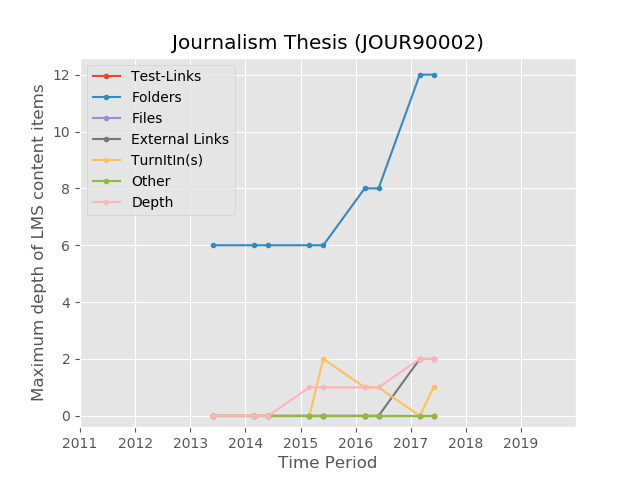 Journalism Thesis (JOUR90002)
Test-Links
Folders
Files
External Links
TurnItIn(s)
Other
Depth
Maximum depth of LMS content items
12
10
8
6
4
2
0
2011 2012 2013 2014 2015 2016 2017 2018 2019
Time Period